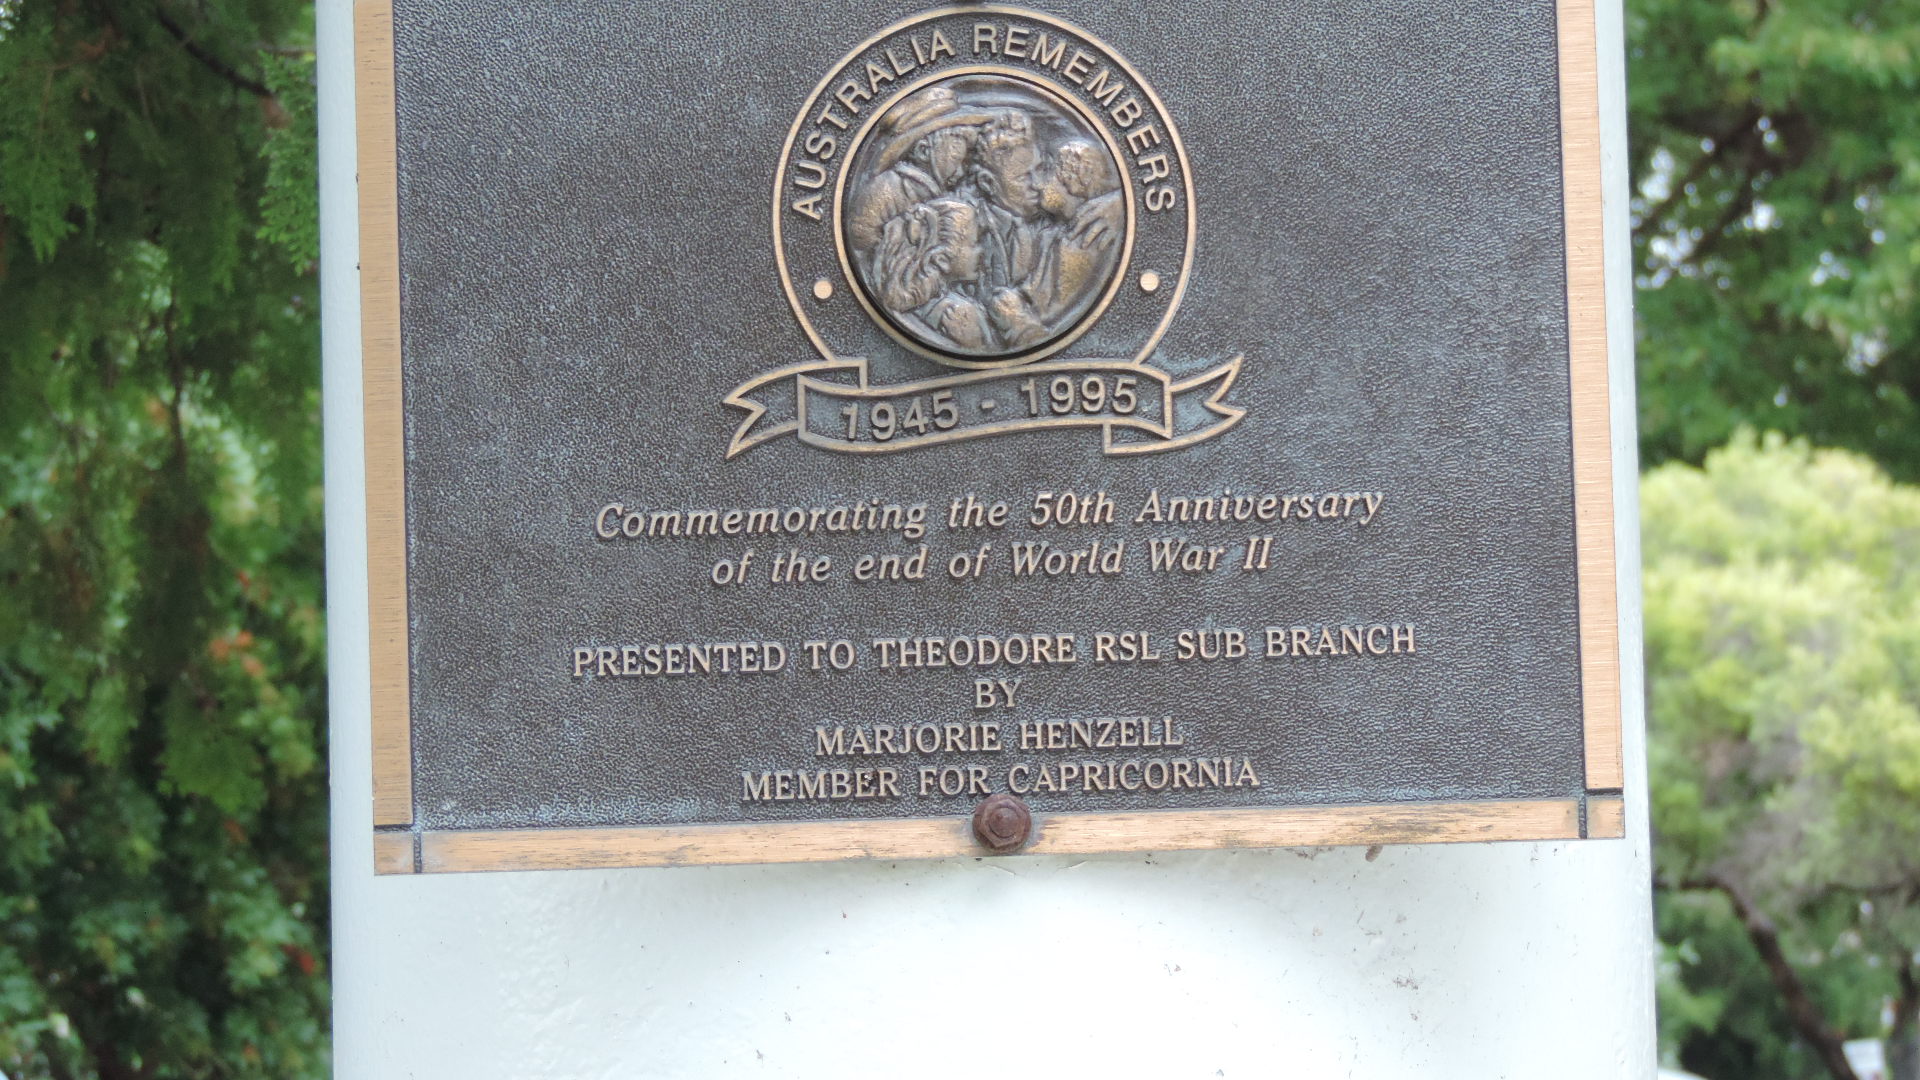 AUSTRALIA REMEMBERS
1945 - 1995
Commemorating the 50th Anniversary
of the end of World War II
PRESENTED TO THEODORE RSL SUB BRANCH
BY
MARJORIE HENZELL
MEMBER FOR CAPRICORNIA